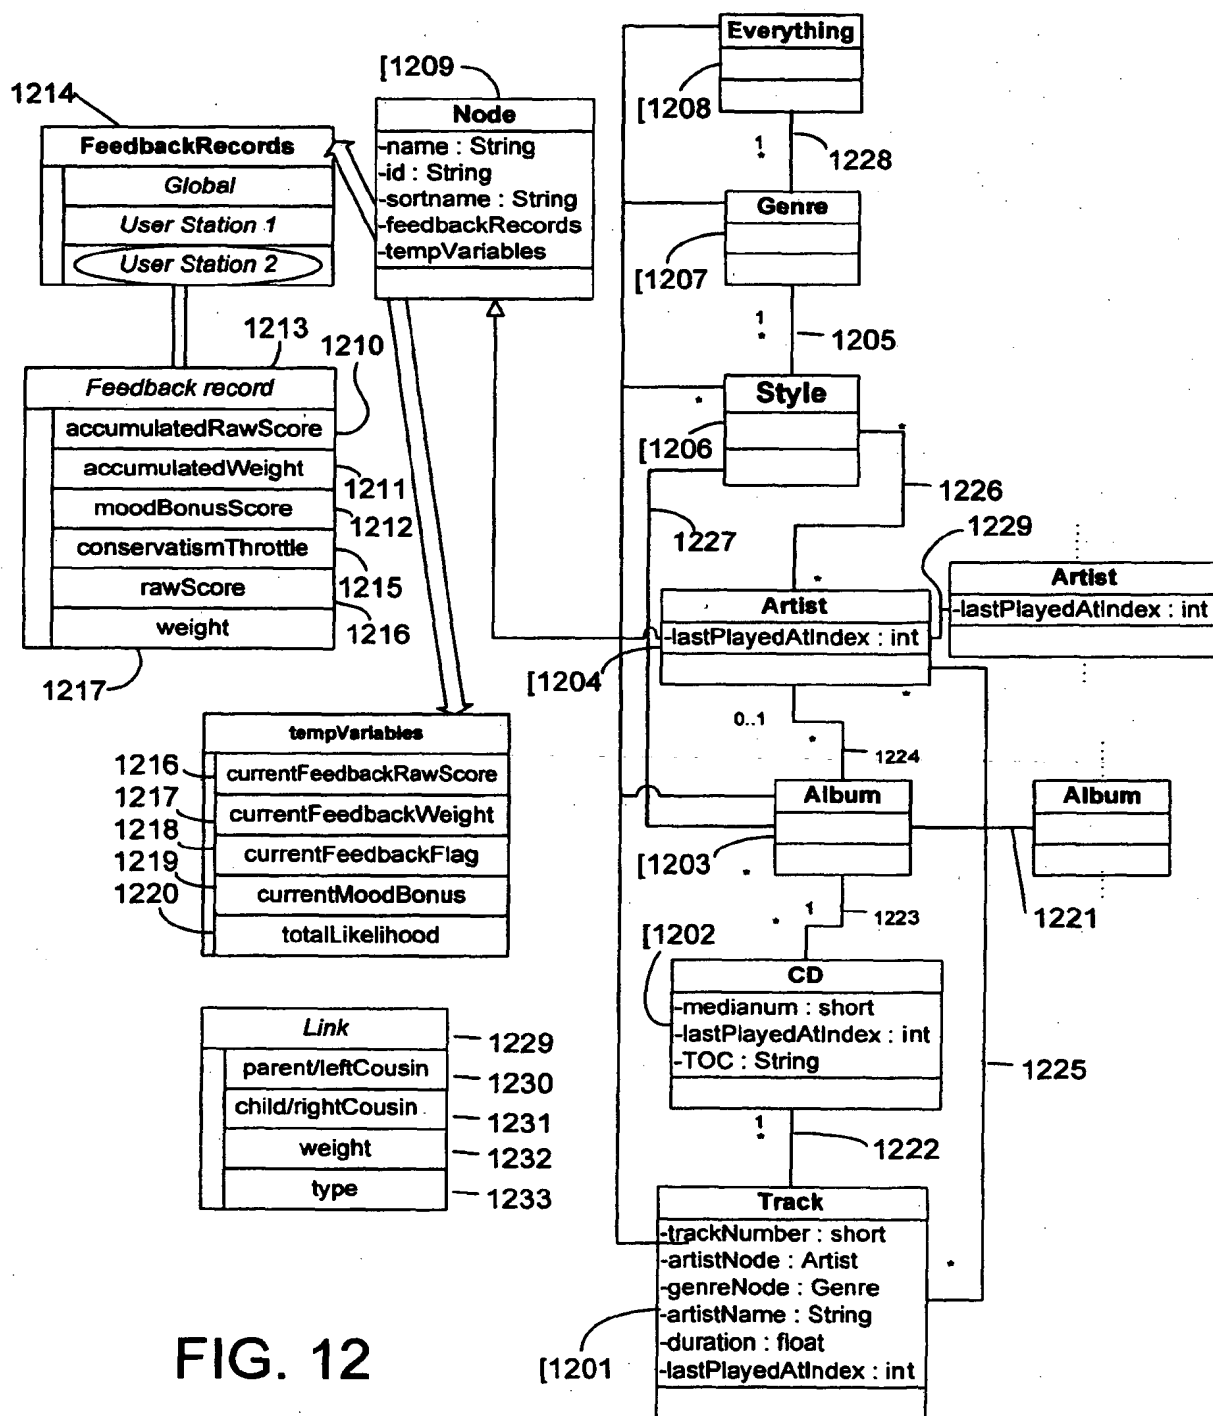 Everything
[1208
1
*
1228
Genre
[1207
1
*
1205
Style
*
[1206
*
1226
1227
1229
*
Artist
-lastPlayedAtIndex : int
[1204
*
Artist
-lastPlayedAtIndex : int
0..1
*
1224
Album
[1203
*
Album
1221
1
*
1223
[1202
CD
-medianum : short
-lastPlayedAtIndex : int
-TOC : String
1225
1
*
1222
Track
-trackNumber : short
-artistNode : Artist
-genreNode : Genre
-artistName : String
-duration : float
-lastPlayedAtIndex : int
*
[1201
[1209
Node
-name : String
-id : String
-sortname : String
-feedbackRecords
-tempVariables
1214
FeedbackRecords
Global
User Station 1
User Station 2
1213
1210
Feedback record
accumulatedRawScore
accumulatedWeight
1211
moodBonusScore
1212
conservatismThrottle
1215
rawScore
1216
weight
1217
tempVariables
1216
currentFeedbackRawScore
1217
currentFeedbackWeight
1218
currentFeedbackFlag
1219
currentMoodBonus
1220
totalLikelihood
Link
1229
parent/leftCousin
1230
child/rightCousin
1231
weight
1232
type
1233
FIG. 12